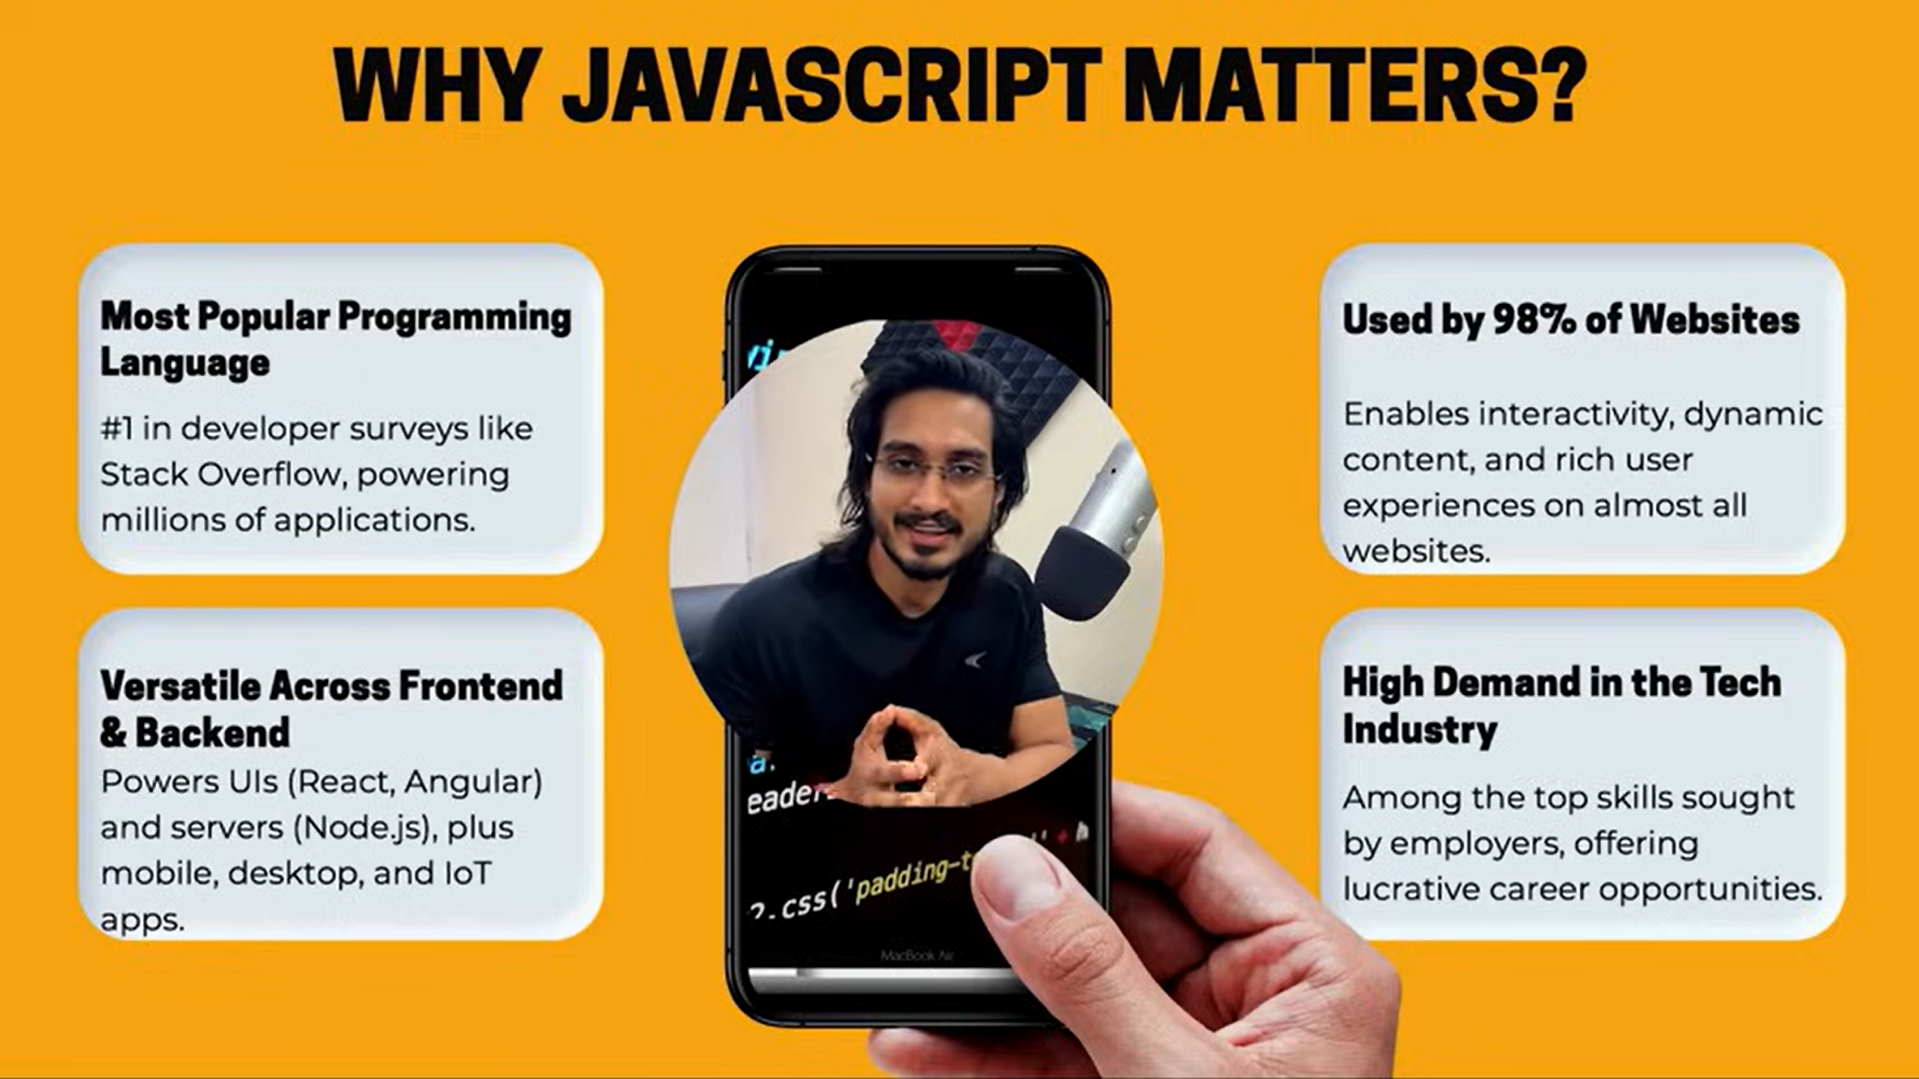 WHY JAVASCRIPT MATTERS?
Most Popular Programming
Language
#1 in developer surveys like
Stack Overflow, powering
millions of applications.
Versatile Across Frontend
& Backend
Powers UIs (React, Angular)
and servers (Node.js), plus
mobile, desktop, and IoT
apps.
a.
eader
?.css('padding-t
MacBook Air
Used by 98% of Websites
Enables interactivity, dynamic
content, and rich user
experiences on almost all
websites.
High Demand in the Tech
Industry
Among the top skills sought
by employers, offering
lucrative career opportunities.